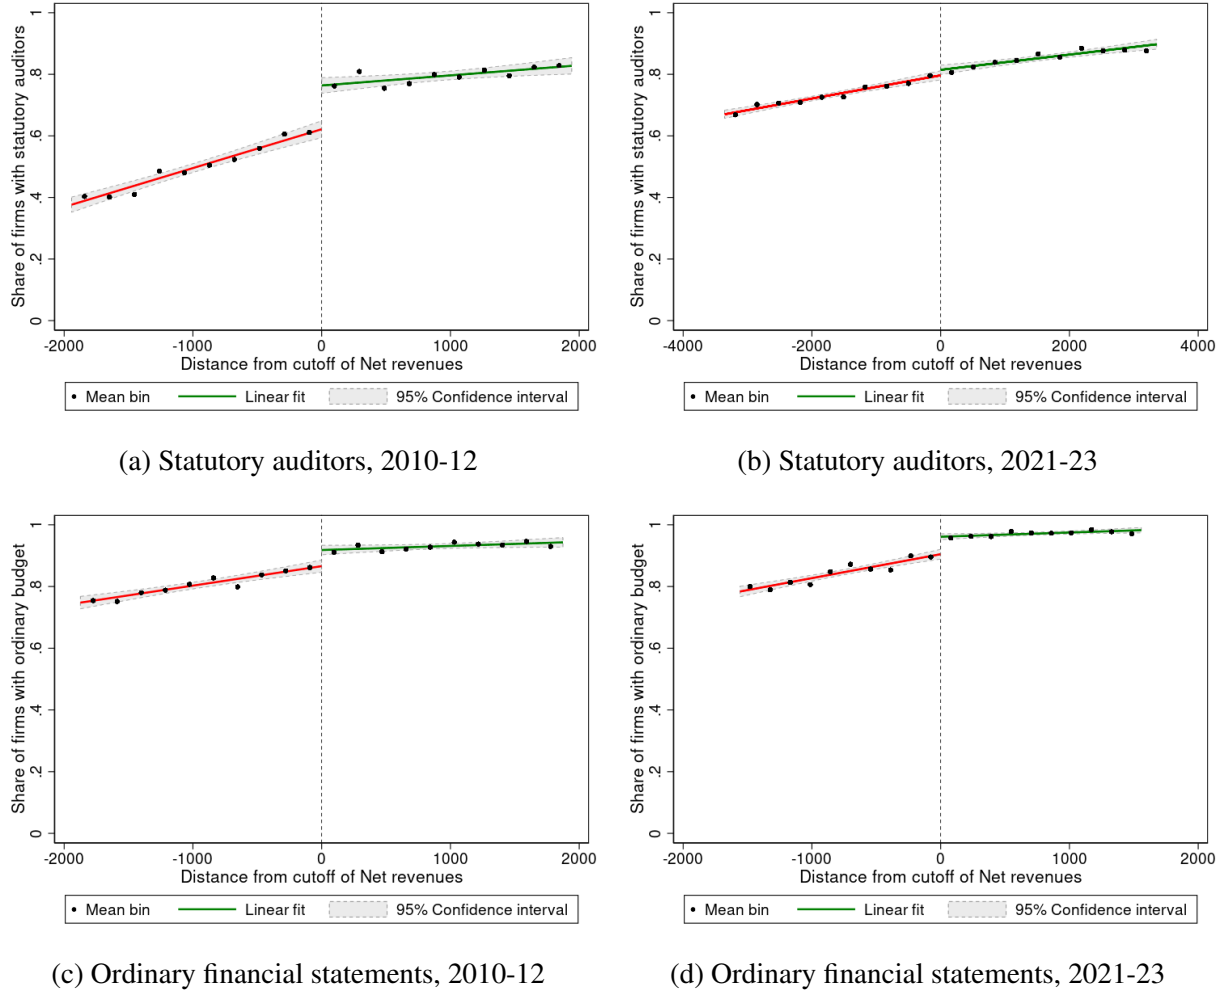 Share of firms with statutory auditors
1
.8
.6
.4
.2
0
-2000 -1000 0 1000 2000
Distance from cutoff of Net revenues
Mean bin Linear fit 95% Confidence interval
(a) Statutory auditors, 2010-12
Share of firms with statutory auditors
1
.8
.6
.4
.2
0
-4000 -2000 0 2000 4000
Distance from cutoff of Net revenues
Mean bin Linear fit 95% Confidence interval
(b) Statutory auditors, 2021-23
Share of firms with ordinary budget
1
.8
.6
.4
.2
0
-2000 -1000 0 1000 2000
Distance from cutoff of Net revenues
Mean bin Linear fit 95% Confidence interval
(c) Ordinary financial statements, 2010-12
Share of firms with ordinary budget
1
.8
.6
.4
.2
0
-2000 -1000 0 1000 2000
Distance from cutoff of Net revenues
Mean bin Linear fit 95% Confidence interval
(d) Ordinary financial statements, 2021-23